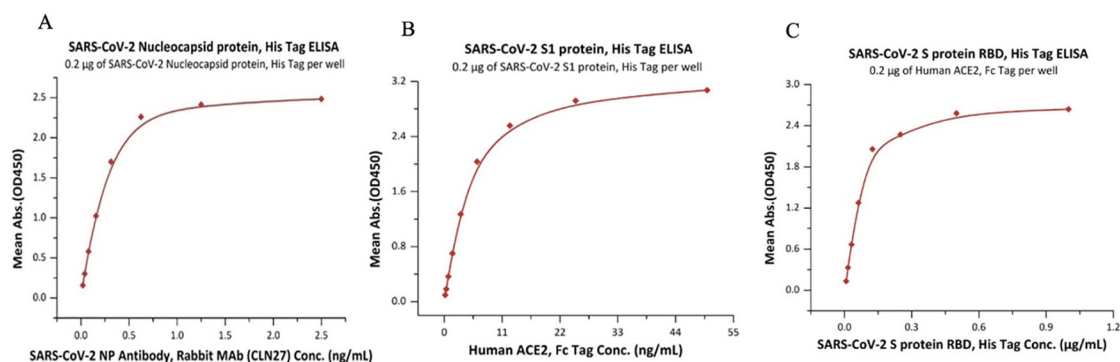 A
SARS-CoV-2 Nucleocapsid protein, His Tag ELISA
0.2 μg of SARS-CoV-2 Nucleocapsid protein, His Tag per well
Mean Abs.(OD450)
2.5
2.0
1.5
1.0
0.5
0.0
0.0 0.5 1.0 1.5 2.0 2.5
SARS-CoV-2 NP Antibody, Rabbit MAb (CLN27) Conc. (ng/mL)
B
SARS-CoV-2 S1 protein, His Tag ELISA
0.2 μg of SARS-CoV-2 S1 protein, His Tag per well
Mean Abs.(OD450)
3.2
2.4
1.6
0.8
0.0
0 11 22 33 44 55
Human ACE2, Fc Tag Conc. (ng/mL)
C
SARS-CoV-2 S protein RBD, His Tag ELISA
0.2 μg of Human ACE2, Fc Tag per well
Mean Abs.(OD450)
3.0
2.4
1.8
1.2
0.6
0.0
0.0 0.3 0.6 0.9 1.2
SARS-CoV-2 S protein RBD, His Tag Conc. (μg/mL)